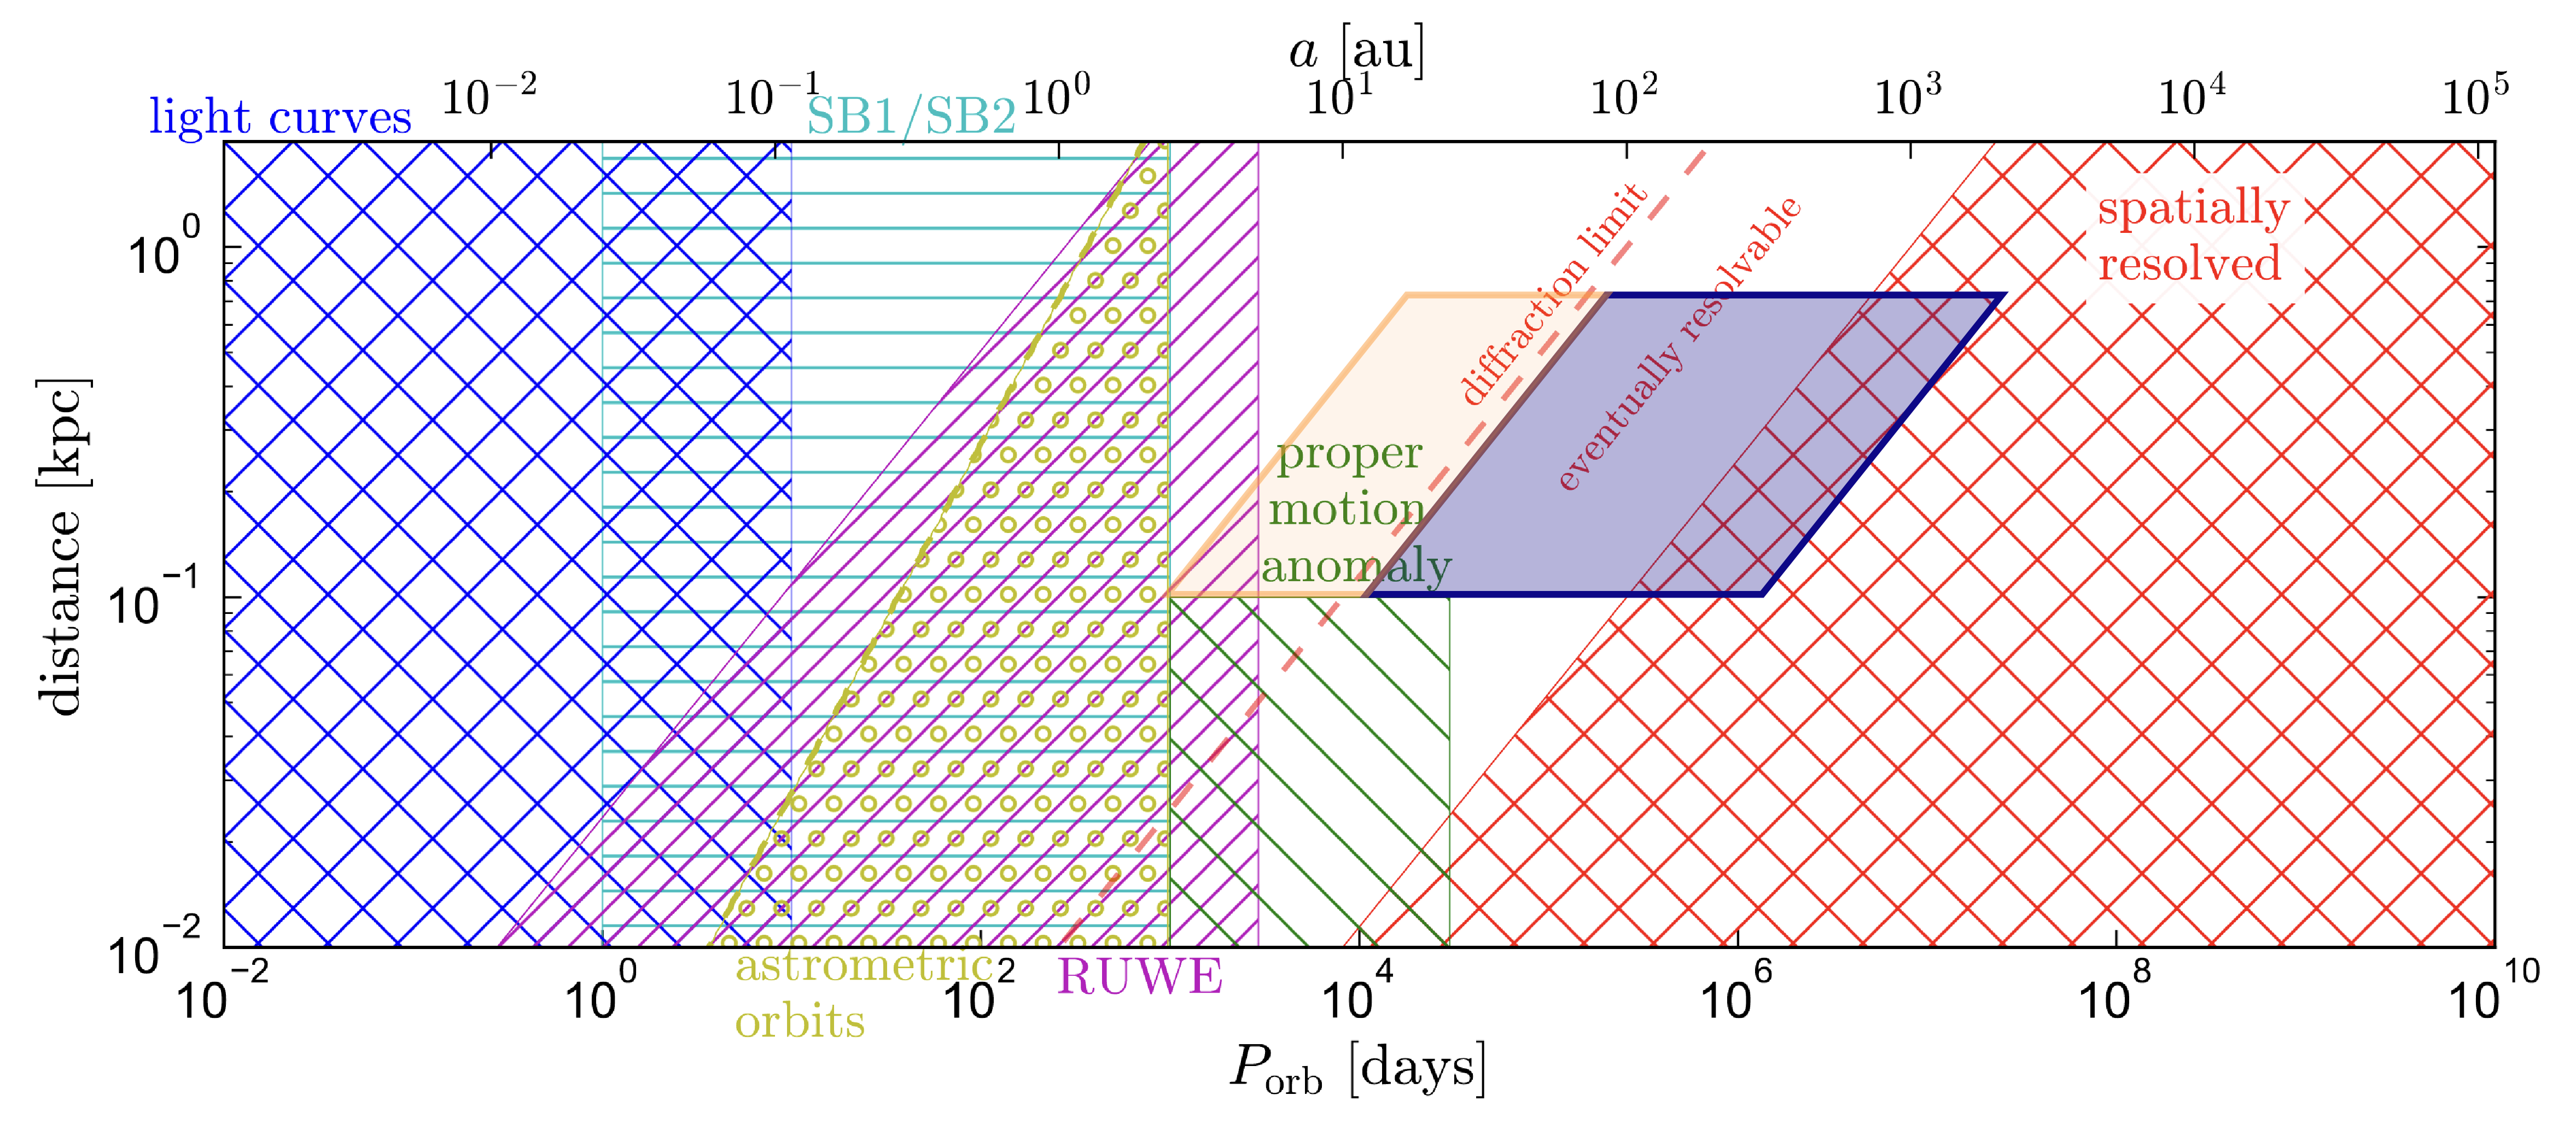 a [au]
10⁻² 10⁻¹ 10⁰ 10¹ 10² 10³ 10⁴ 10⁵
light curves
SB1/SB2
distance [kpc]
10⁰
10⁻¹
10⁻²
diffraction limit
eventually resolvable
spatially
resolved
proper
motion
anomaly
astrometric
orbits
RUWE
10⁻² 10⁰ 10² 10⁴ 10⁶ 10⁸ 10¹⁰
P_orb [days]